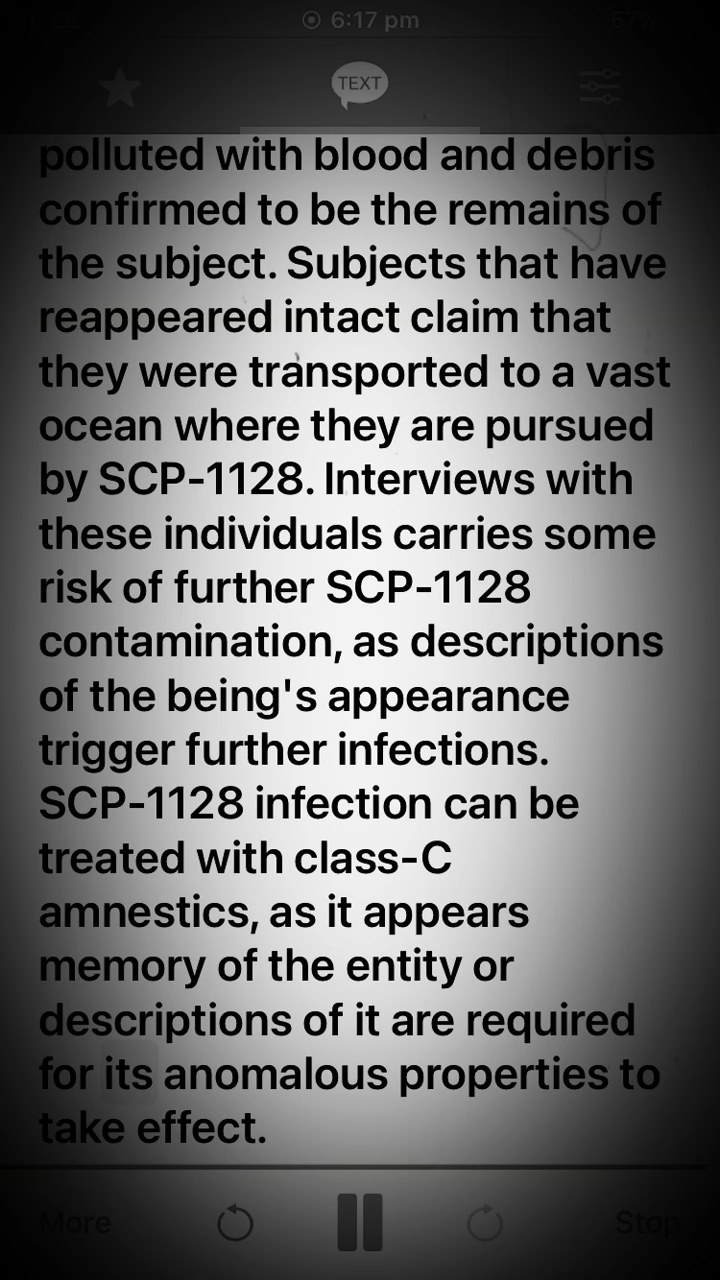 6:17 pm 57%
TEXT
polluted with blood and debris
confirmed to be the remains of
the subject. Subjects that have
reappeared intact claim that
they were transported to a vast
ocean where they are pursued
by SCP-1128. Interviews with
these individuals carries some
risk of further SCP-1128
contamination, as descriptions
of the being's appearance
trigger further infections.
SCP-1128 infection can be
treated with class-C
amnestics, as it appears
memory of the entity or
descriptions of it are required
for its anomalous properties to
take effect.
More Stop